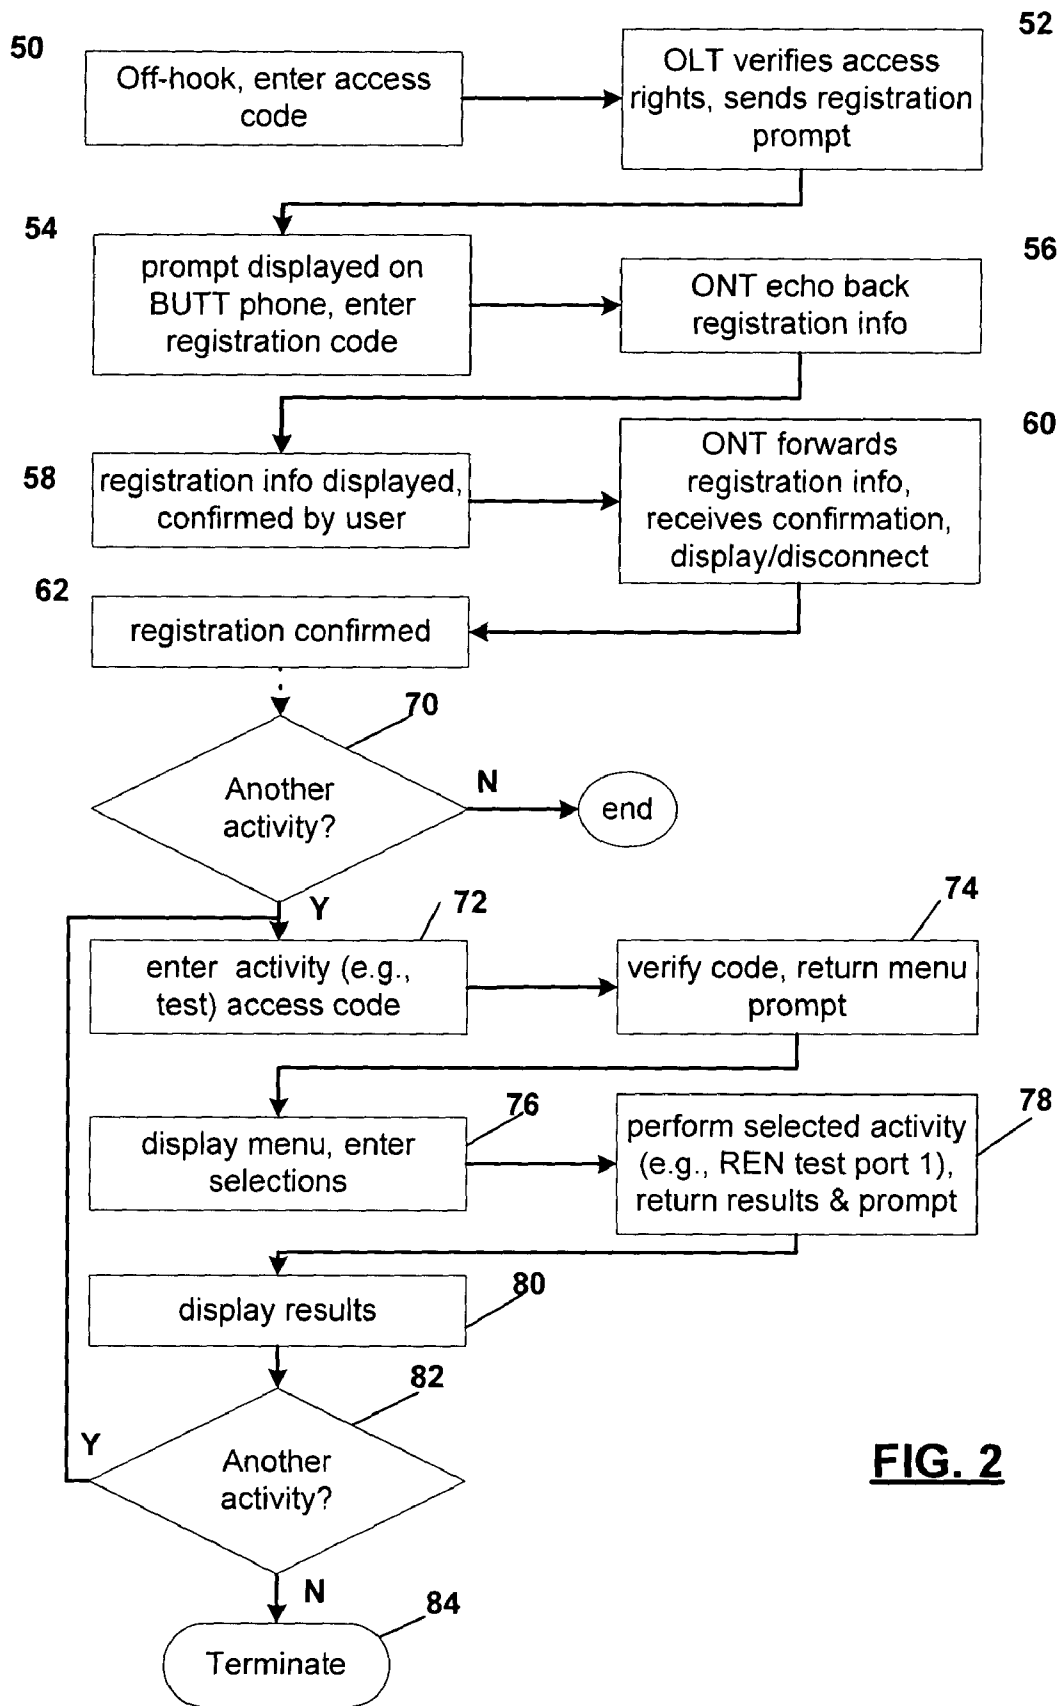 50
Off-hook, enter access
code
52
OLT verifies access
rights, sends registration
prompt
54
prompt displayed on
BUTT phone, enter
registration code
56
ONT echo back
registration info
58
registration info displayed,
confirmed by user
60
ONT forwards
registration info,
receives confirmation,
display/disconnect
62
registration confirmed
70
Another
activity?
N
end
Y
72
enter activity (e.g.,
test) access code
74
verify code, return menu
prompt
76
display menu, enter
selections
78
perform selected activity
(e.g., REN test port 1),
return results & prompt
80
display results
82
Another
activity?
Y
N
84
Terminate
FIG. 2